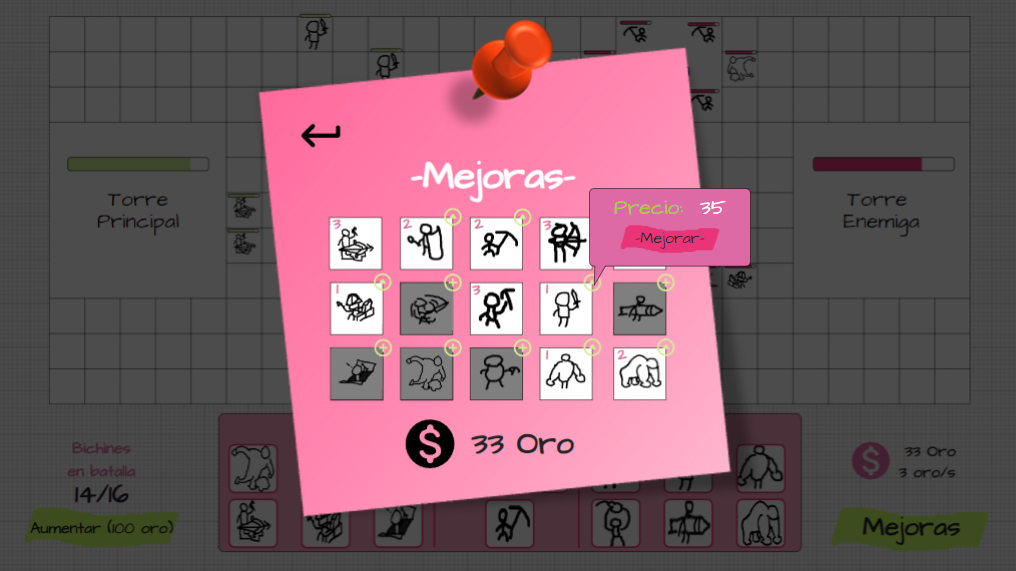 -Mejoras-
Precio: 35
-Mejorar-
3
2
2
3
1
3
1
1
2
33 Oro
Torre
Principal
Torre
Enemiga
Bichines
en batalla
14/16
Aumentar (100 oro)
33 Oro
3 oro/s
Mejoras